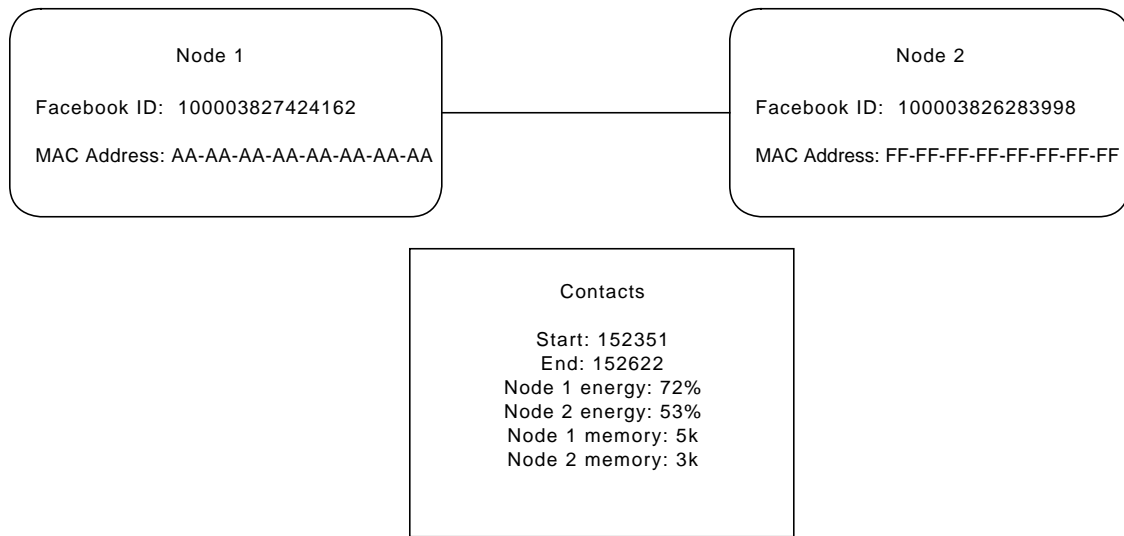 Node 1
Facebook ID: 100003827424162
MAC Address: AA-AA-AA-AA-AA-AA-AA-AA
Node 2
Facebook ID: 100003826283998
MAC Address: FF-FF-FF-FF-FF-FF-FF-FF
Contacts
Start: 152351
End: 152622
Node 1 energy: 72%
Node 2 energy: 53%
Node 1 memory: 5k
Node 2 memory: 3k